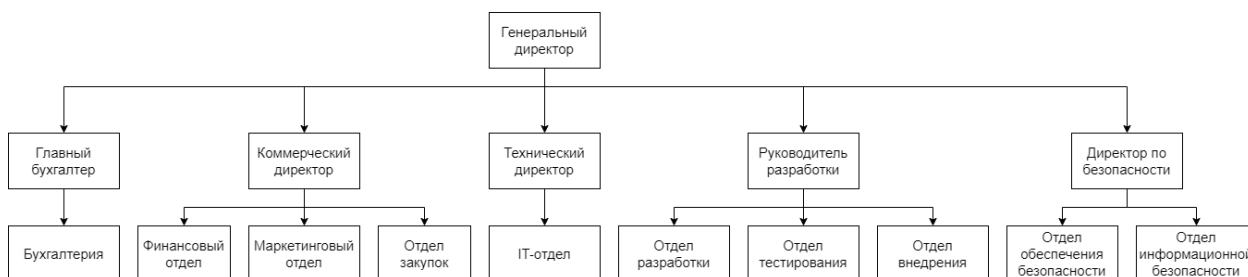 Генеральный
директор
Главный
бухгалтер
Коммерческий
директор
Технический
директор
Руководитель
разработки
Директор по
безопасности
Бухгалтерия
Финансовый
отдел
Маркетинговый
отдел
Отдел
закупок
IT-отдел
Отдел
разработки
Отдел
тестирования
Отдел
внедрения
Отдел
обеспечения
безопасности
Отдел
информационной
безопасности